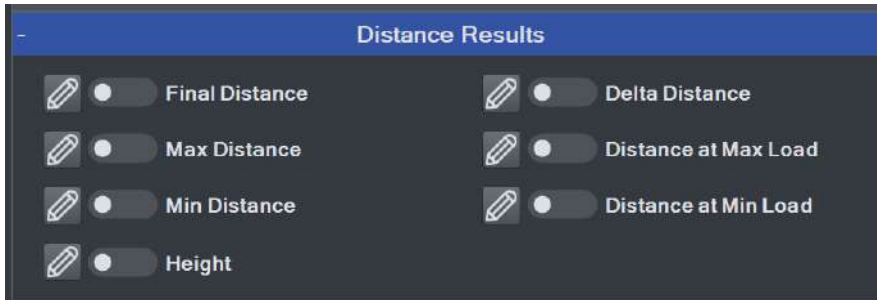 -
Distance Results
Final Distance
Delta Distance
Max Distance
Distance at Max Load
Min Distance
Distance at Min Load
Height